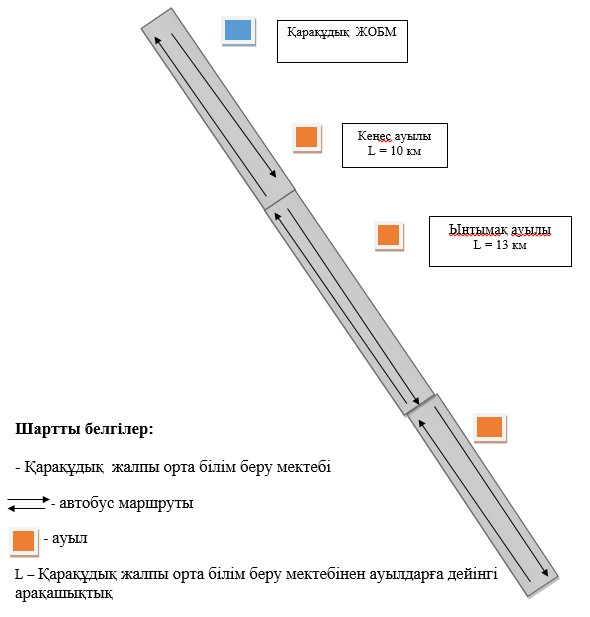 Қарақұдық ЖОБМ
Кеңес ауылы
L = 10 км
Ынтымақ ауылы
L = 13 км
Шартты белгілер:
- Қарақұдық жалпы орта білім беру мектебі
- автобус маршруты
- ауыл
L – Қарақұдық жалпы орта білім беру мектебінен ауылдарға дейінгі
арақашықтық